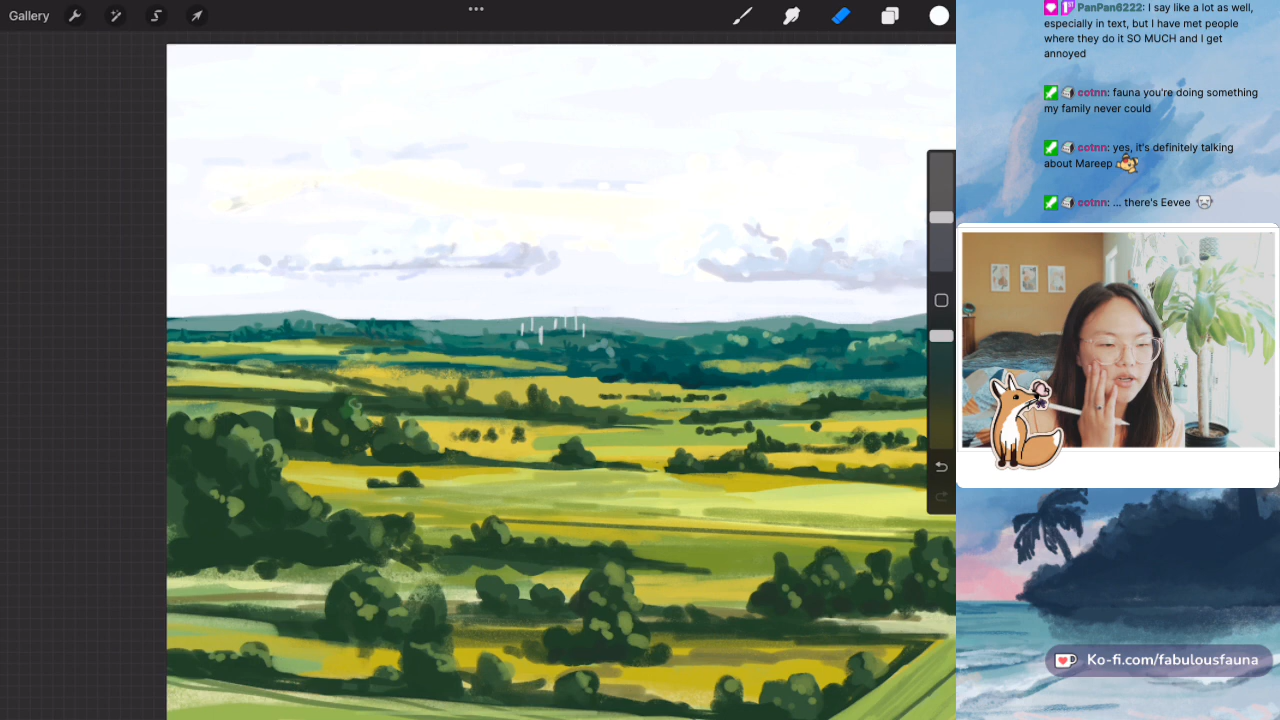 Gallery
PanPan6222: I say like a lot as well,
especially in text, but I have met people
where they do it SO MUCH and I get
annoyed
cotnn: fauna you're doing something
my family never could
cotnn: yes, it's definitely talking
about Mareep
cotnn: ... there's Eevee
Ko-fi.com/fabulousfauna